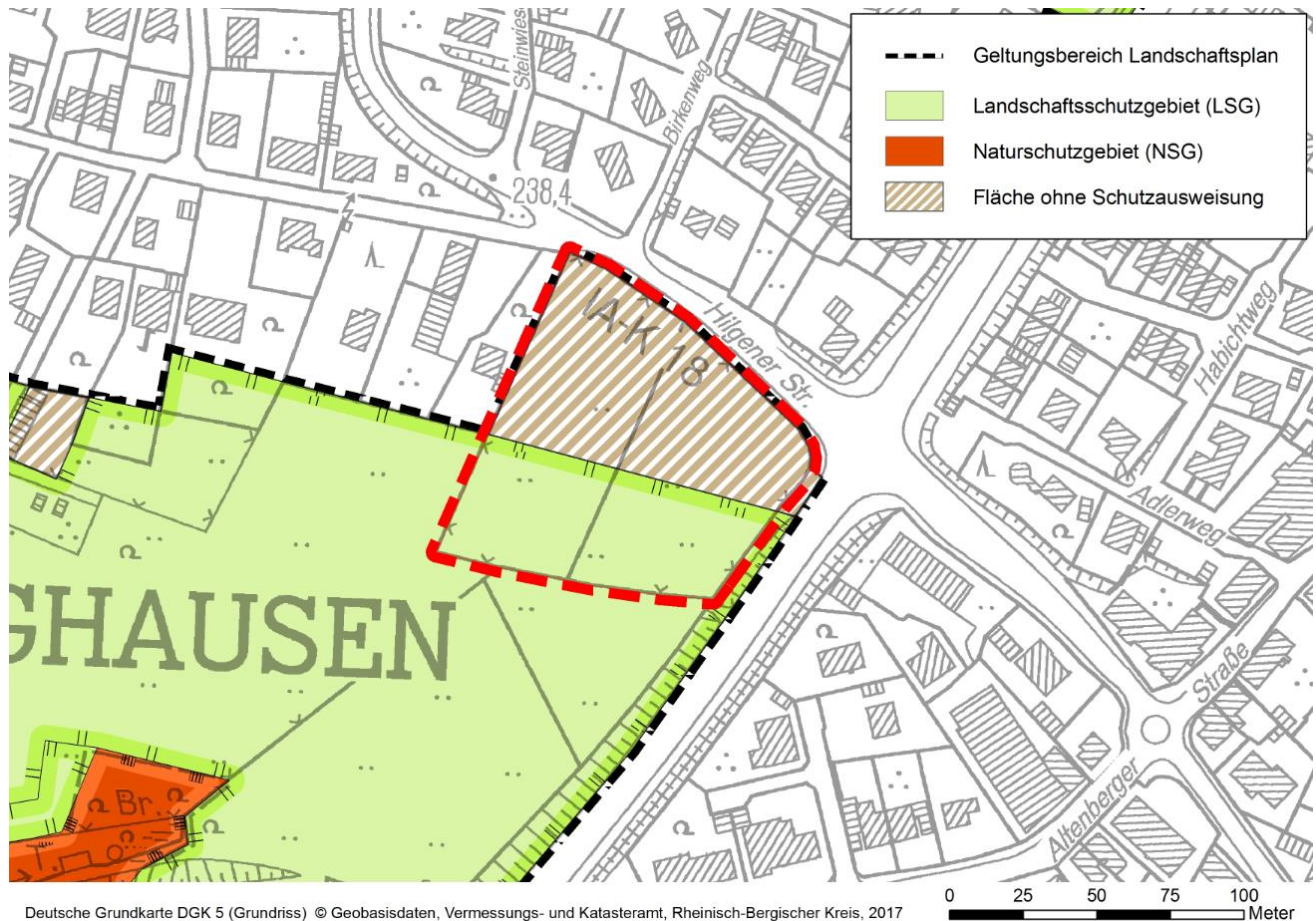 Geltungsbereich Landschaftsplan
Landschaftsschutzgebiet (LSG)
Naturschutzgebiet (NSG)
Fläche ohne Schutzausweisung
Birkenweg
238,4
IA-K 18
Hilgener Str.
Habichtweg
Adlerweg
GHAUSEN
Straße
Altenberger
Br.
T.
0 25 50 75 100
Meter
Deutsche Grundkarte DGK 5 (Grundriss) © Geobasisdaten, Vermessungs- und Katasteramt, Rheinisch-Bergischer Kreis, 2017